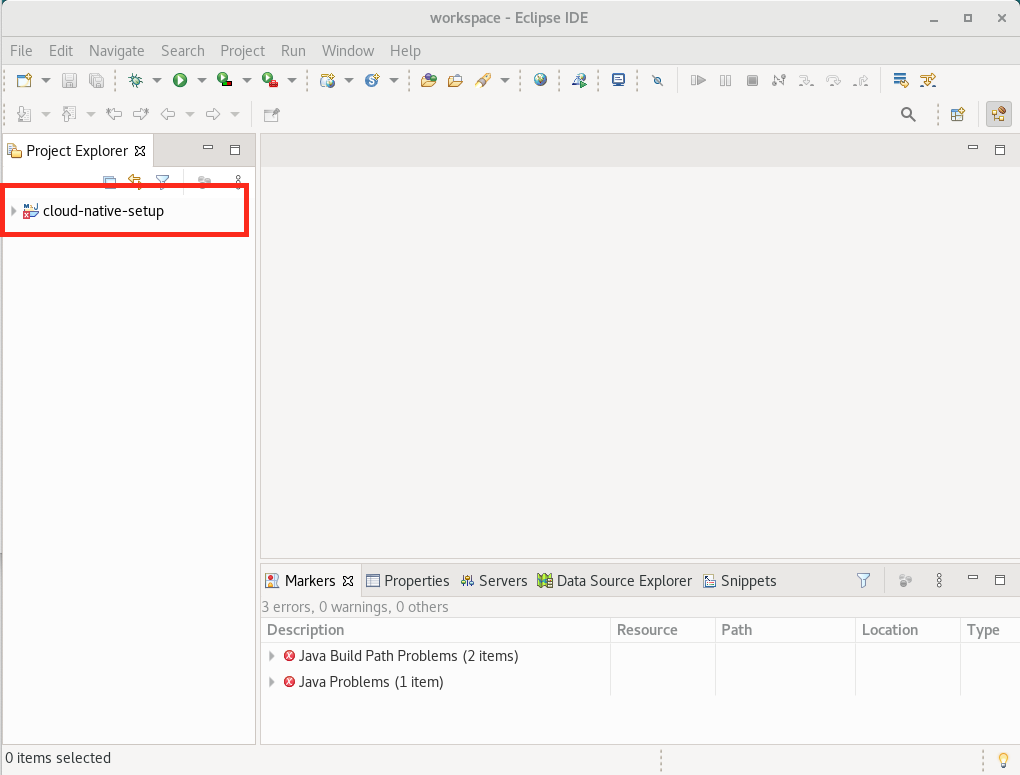 workspace - Eclipse IDE
File Edit Navigate Search Project Run Window Help
Project Explorer
cloud-native-setup
Markers Properties Servers Data Source Explorer Snippets
3 errors, 0 warnings, 0 others
Description Resource Path Location Type
Java Build Path Problems (2 items)
Java Problems (1 item)
0 items selected